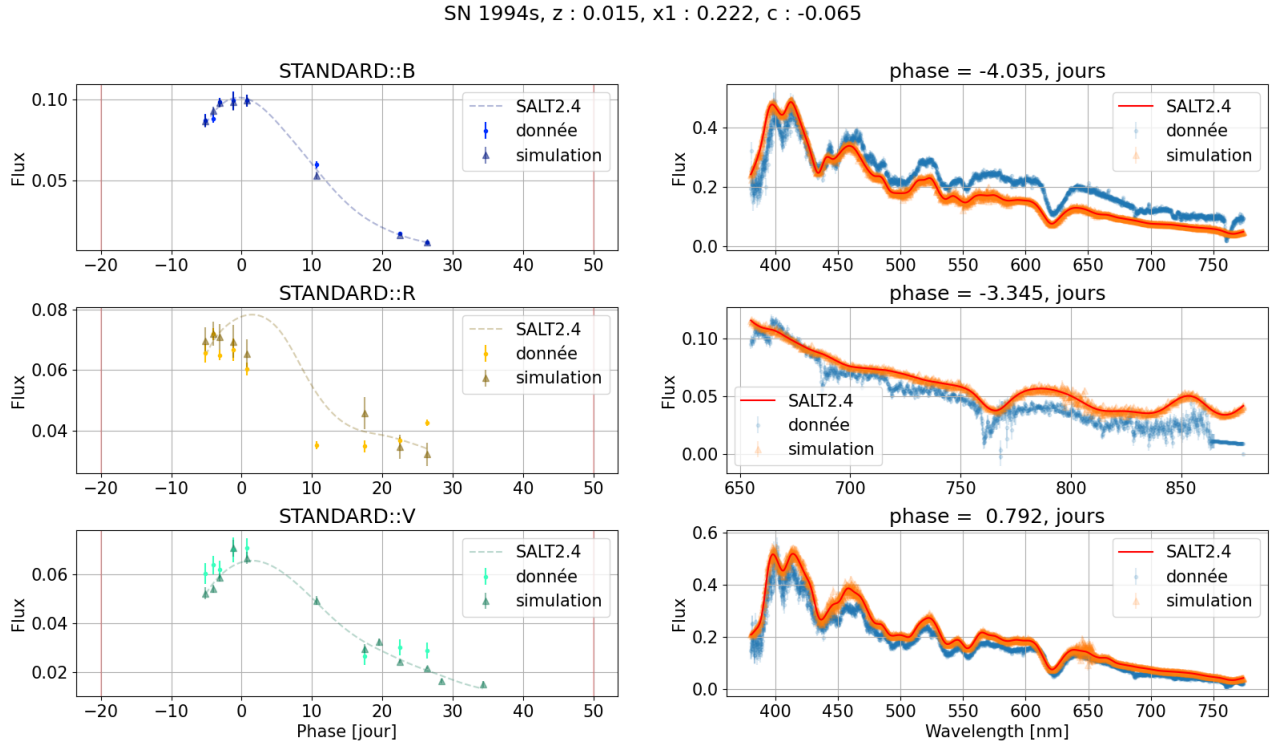 SN 1994s, z : 0.015, x1 : 0.222, c : -0.065
STANDARD::B
Flux
0.10
0.05
SALT2.4
donnée
simulation
−20 −10 0 10 20 30 40 50
phase = -4.035, jours
Flux
0.4
0.2
0.0
SALT2.4
donnée
simulation
400 450 500 550 600 650 700 750
STANDARD::R
Flux
0.08
0.06
0.04
SALT2.4
donnée
simulation
−20 −10 0 10 20 30 40 50
phase = -3.345, jours
Flux
0.10
0.05
0.00
SALT2.4
donnée
simulation
650 700 750 800 850
STANDARD::V
Flux
0.06
0.04
0.02
SALT2.4
donnée
simulation
−20 −10 0 10 20 30 40 50
Phase [jour]
phase =  0.792, jours
Flux
0.6
0.4
0.2
0.0
SALT2.4
donnée
simulation
400 450 500 550 600 650 700 750
Wavelength [nm]